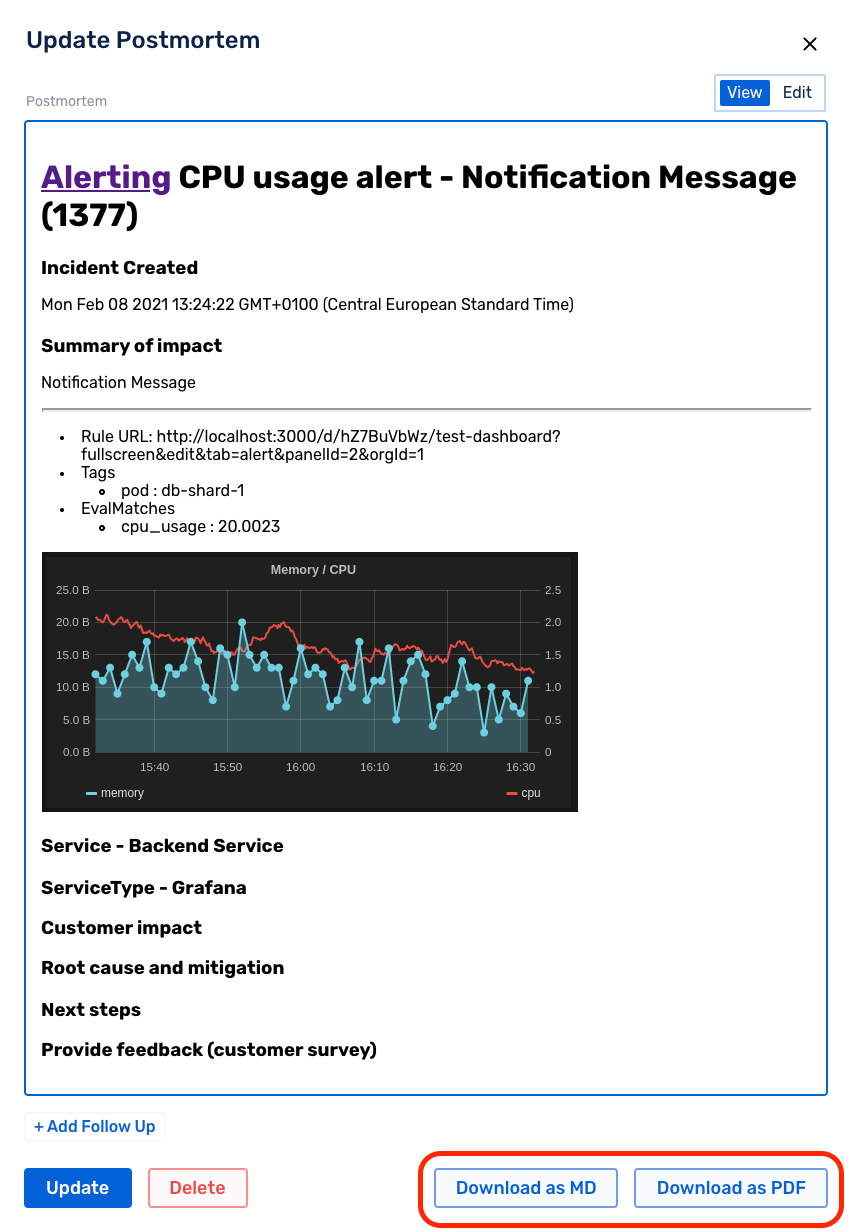 Update Postmortem
Postmortem
View Edit
Alerting CPU usage alert - Notification Message
(1377)
Incident Created
Mon Feb 08 2021 13:24:22 GMT+0100 (Central European Standard Time)
Summary of impact
Notification Message
Rule URL: http://localhost:3000/d/hZ7BuVbWz/test-dashboard?
fullscreen&edit&tab=alert&panelId=2&orgId=1
Tags
pod : db-shard-1
EvalMatches
cpu_usage : 20.0023
Memory / CPU
25.0 B 2.5
20.0 B 2.0
15.0 B 1.5
10.0 B 1.0
5.0 B 0.5
0.0 B 0
15:40 15:50 16:00 16:10 16:20 16:30
memory cpu
Service - Backend Service
ServiceType - Grafana
Customer impact
Root cause and mitigation
Next steps
Provide feedback (customer survey)
+ Add Follow Up
Update Delete Download as MD Download as PDF